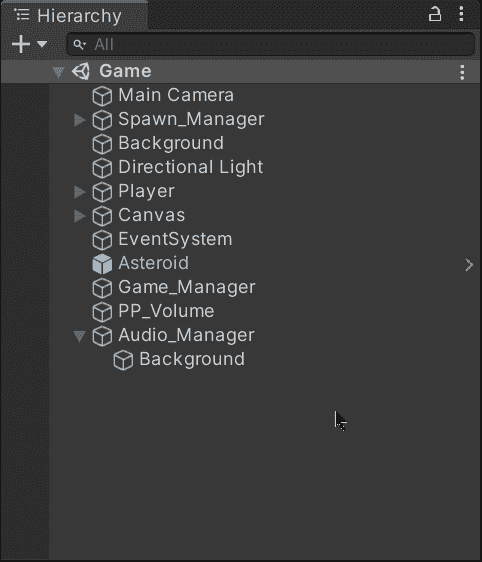 Hierarchy
All
Game
Main Camera
Spawn_Manager
Background
Directional Light
Player
Canvas
EventSystem
Asteroid
Game_Manager
PP_Volume
Audio_Manager
Background